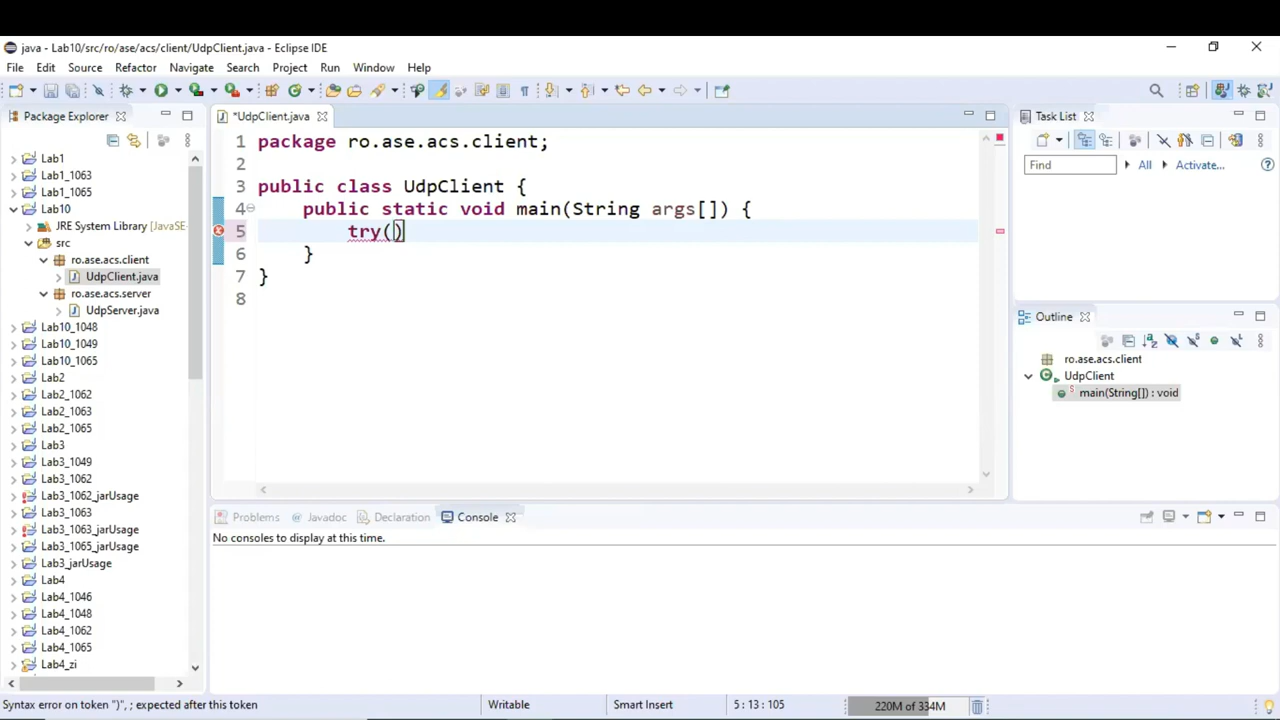 java - Lab10/src/ro/ase/acs/client/UdpClient.java - Eclipse IDE
File Edit Source Refactor Navigate Search Project Run Window Help
Package Explorer
Lab1
Lab1_1063
Lab1_1065
Lab10
JRE System Library [JavaSE-
src
ro.ase.acs.client
UdpClient.java
ro.ase.acs.server
UdpServer.java
Lab10_1048
Lab10_1049
Lab10_1065
Lab2
Lab2_1062
Lab2_1063
Lab2_1065
Lab3
Lab3_1049
Lab3_1062
Lab3_1062_jarUsage
Lab3_1063
Lab3_1063_jarUsage
Lab3_1065_jarUsage
Lab3_jarUsage
Lab4
Lab4_1046
Lab4_1048
Lab4_1062
Lab4_1065
Lab4_zi
*UdpClient.java
1 package ro.ase.acs.client;
2
3 public class UdpClient {
4 public static void main(String args[]) {
5 try()
6 }
7 }
8
Task List
Find All Activate...
Outline
ro.ase.acs.client
UdpClient
main(String[]) : void
Problems Javadoc Declaration Console
No consoles to display at this time.
Syntax error on token ")", ; expected after this token Writable Smart Insert 5 : 13 : 105 220M of 334M